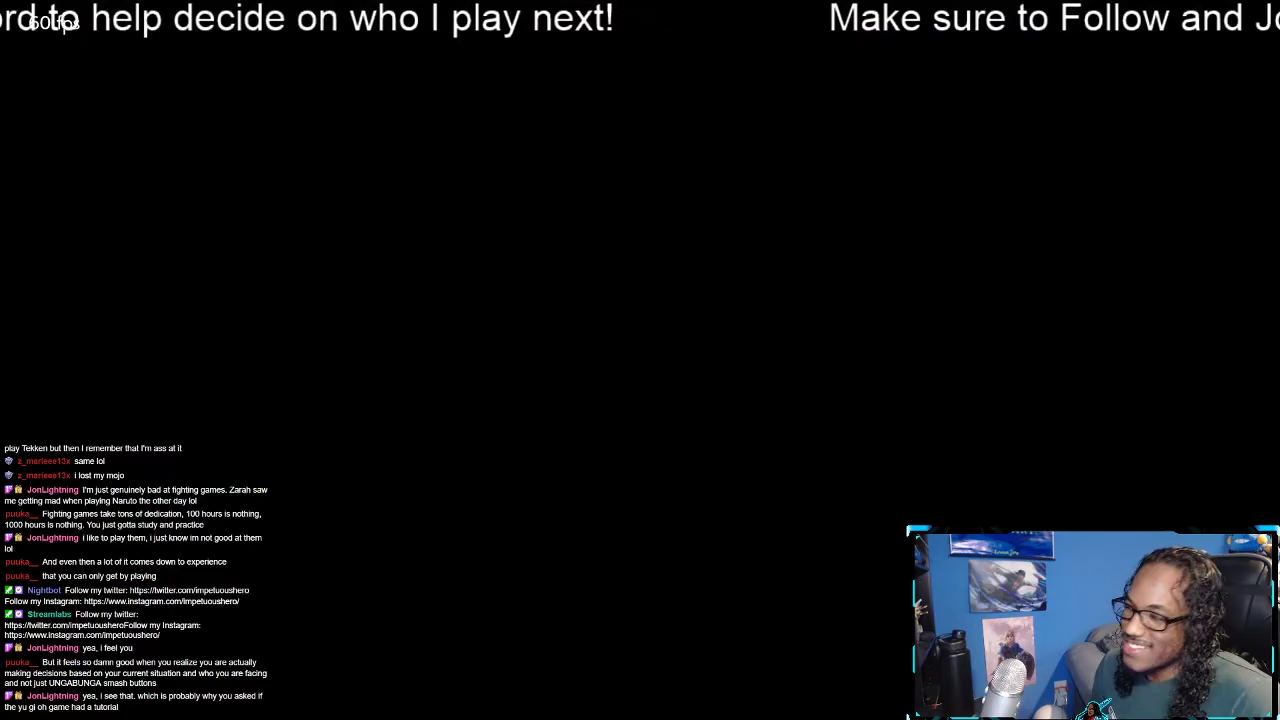 ord to help decide on who I play next! Make sure to Follow and Jo
60 fps
play Tekken but then I remember that I'm ass at it
z_marieee13x same lol
z_marieee13x i lost my mojo
JonLightning I'm just genuinely bad at fighting games. Zarah saw
me getting mad when playing Naruto the other day lol
puuka__ Fighting games take tons of dedication, 100 hours is nothing,
1000 hours is nothing. You just gotta study and practice
JonLightning i like to play them, i just know im not good at them
lol
puuka__ And even then a lot of it comes down to experience
puuka__ that you can only get by playing
Nightbot Follow my twitter: https://twitter.com/impetuoushero
Follow my Instagram: https://www.instagram.com/impetuoushero/
Streamlabs Follow my twitter:
https://twitter.com/impetuousheroFollow my Instagram:
https://www.instagram.com/impetuoushero/
JonLightning yea, i feel you
puuka__ But it feels so damn good when you realize you are actually
making decisions based on your current situation and who you are facing
and not just UNGABUNGA smash buttons
JonLightning yea, i see that. which is probably why you asked if
the yu gi oh game had a tutorial